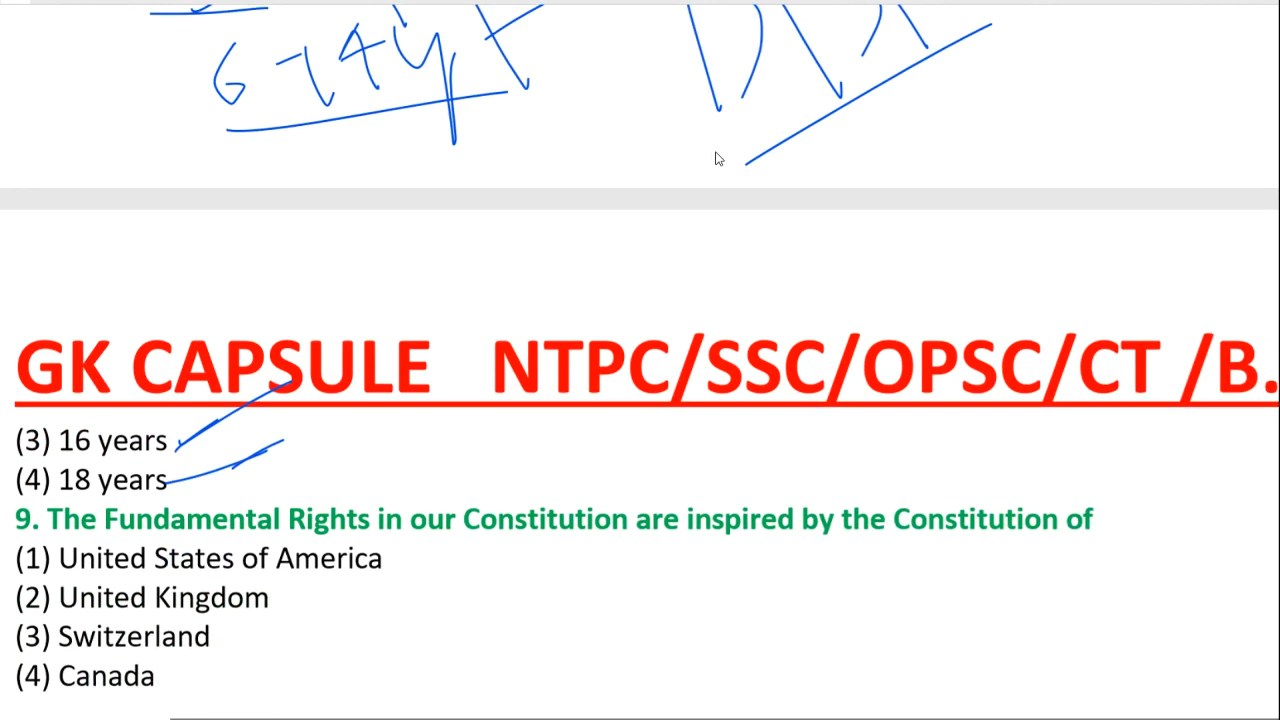 GK CAPSULE NTPC/SSC/OPSC/CT /B.
(3) 16 years
(4) 18 years
9. The Fundamental Rights in our Constitution are inspired by the Constitution of
(1) United States of America
(2) United Kingdom
(3) Switzerland
(4) Canada